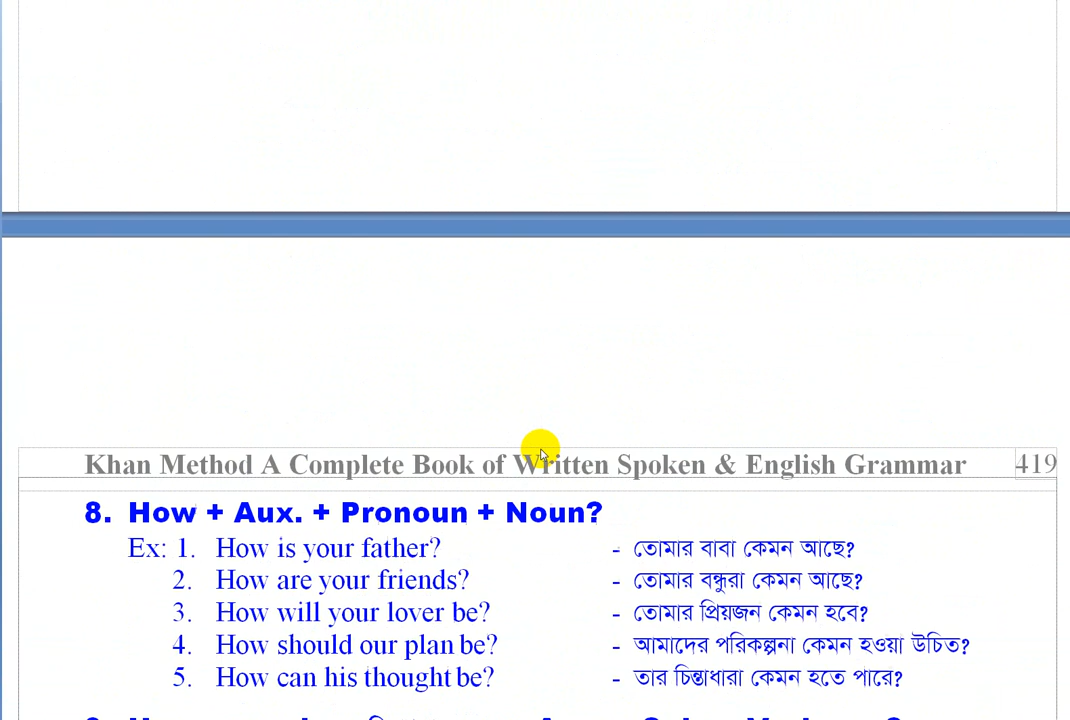 Khan Method A Complete Book of Written Spoken & English Grammar 419
8. How + Aux. + Pronoun + Noun?
Ex: 1. How is your father? - তোমার বাবা কেমন আছে?
2. How are your friends? - তোমার বন্ধুরা কেমন আছে?
3. How will your lover be? - তোমার প্রিয়জন কেমন হবে?
4. How should our plan be? - আমাদের পরিকল্পনা কেমন হওয়া উচিত?
5. How can his thought be? - তার চিন্তাধারা কেমন হতে পারে?